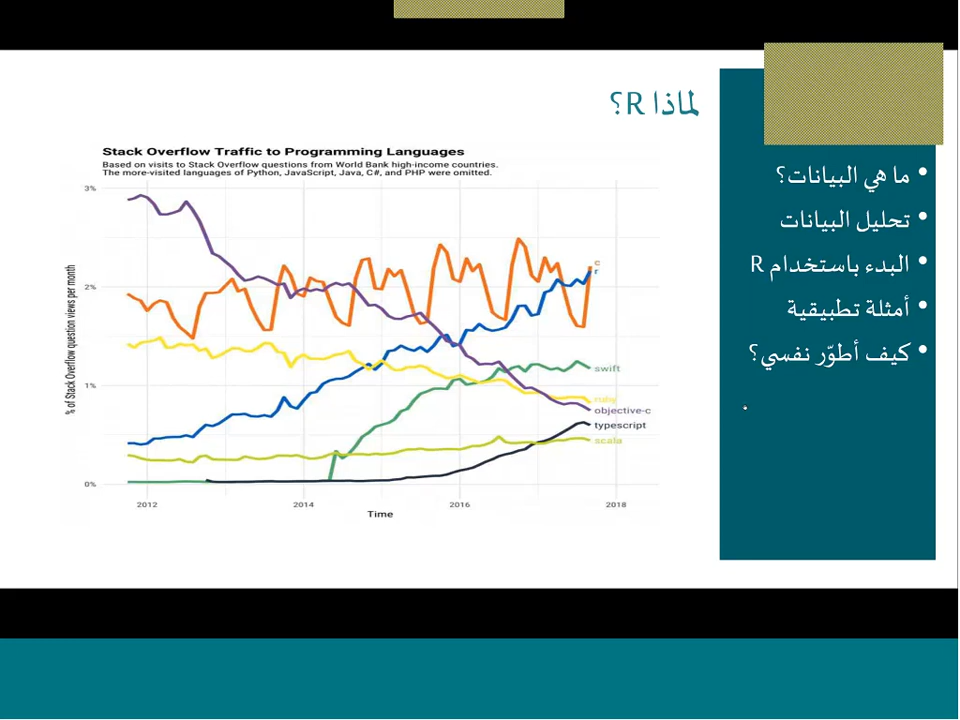 لماذا R؟
Stack Overflow Traffic to Programming Languages
Based on visits to Stack Overflow questions from World Bank high-income countries.
The more-visited languages of Python, JavaScript, Java, C#, and PHP were omitted.
% of Stack Overflow question views per month
3%
2%
1%
0%
c
r
swift
ruby
objective-c
typescript
scala
2012 2014 2016 2018
Time
• ما هي البيانات؟
• تحليل البيانات
• البدء باستخدام R
• أمثلة تطبيقية
• كيف أطوّر نفسي؟